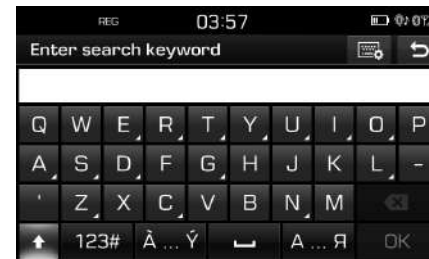 REG 03:57
Enter search keyword
Q W E R T Y U I O P
A S D F G H J K L -
' Z X C V B N M
123# À ... Ý А ... Я OK